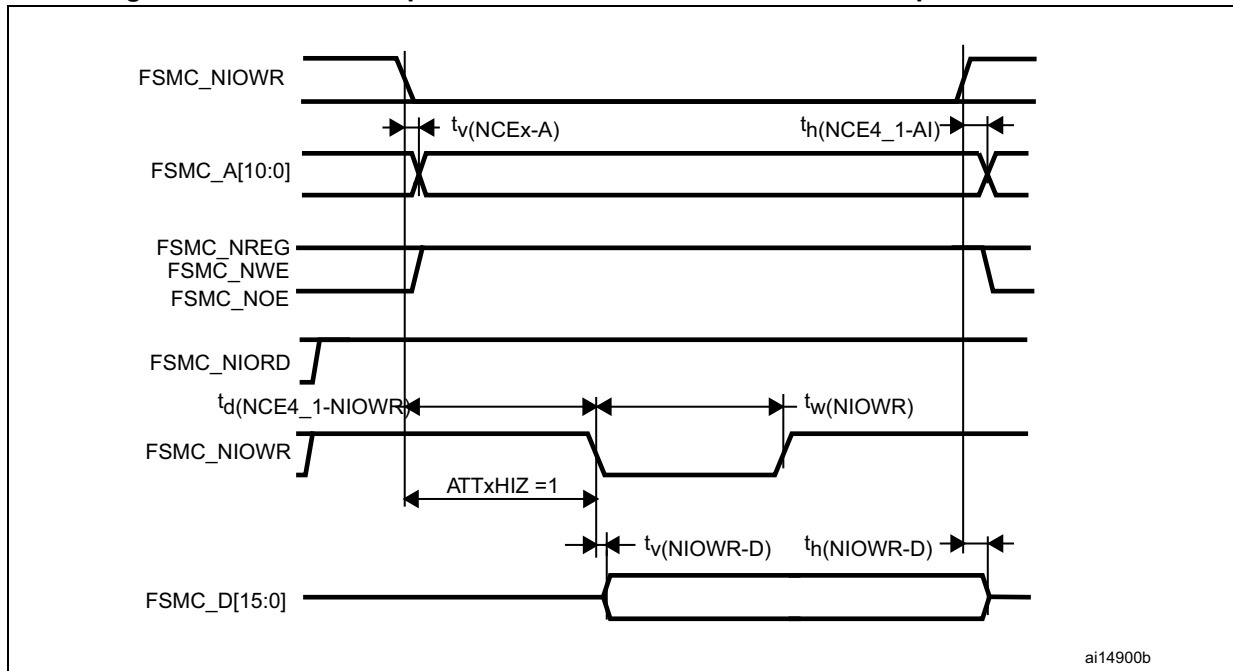 FSMC_NIOWR
tv(NCEx-A)
th(NCE4_1-AI)
FSMC_A[10:0]
FSMC_NREG
FSMC_NWE
FSMC_NOE
FSMC_NIORD
td(NCE4_1-NIOWR)
tw(NIOWR)
FSMC_NIOWR
ATTxHIZ =1
tv(NIOWR-D)
th(NIOWR-D)
FSMC_D[15:0]
ai14900b